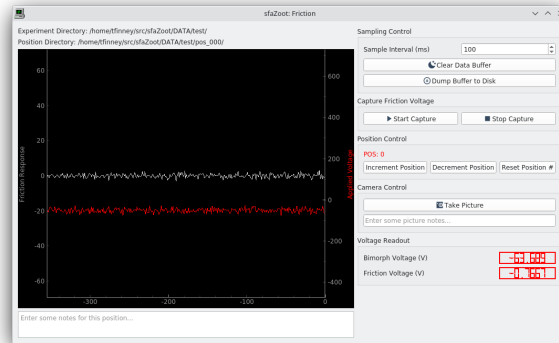 sfaZoot: Friction
Experiment Directory: /home/tfinney/src/sfaZoot/DATA/test/
Position Directory: /home/tfinney/src/sfaZoot/DATA/test/pos_000/
60
40
20
0
-20
-40
-60
Friction Response
600
400
200
0
-200
-400
-300
-200
-100
0
Enter some notes for this position...
Sampling Control
Sample Interval (ms)
100
Clear Data Buffer
Dump Buffer to Disk
Capture Friction Voltage
Start Capture
Stop Capture
Position Control
POS: 0
Increment Position
Decrement Position
Reset Position #
Camera Control
Take Picture
Enter some picture notes...
Voltage Readout
Bimorph Voltage (V)
Friction Voltage (V)